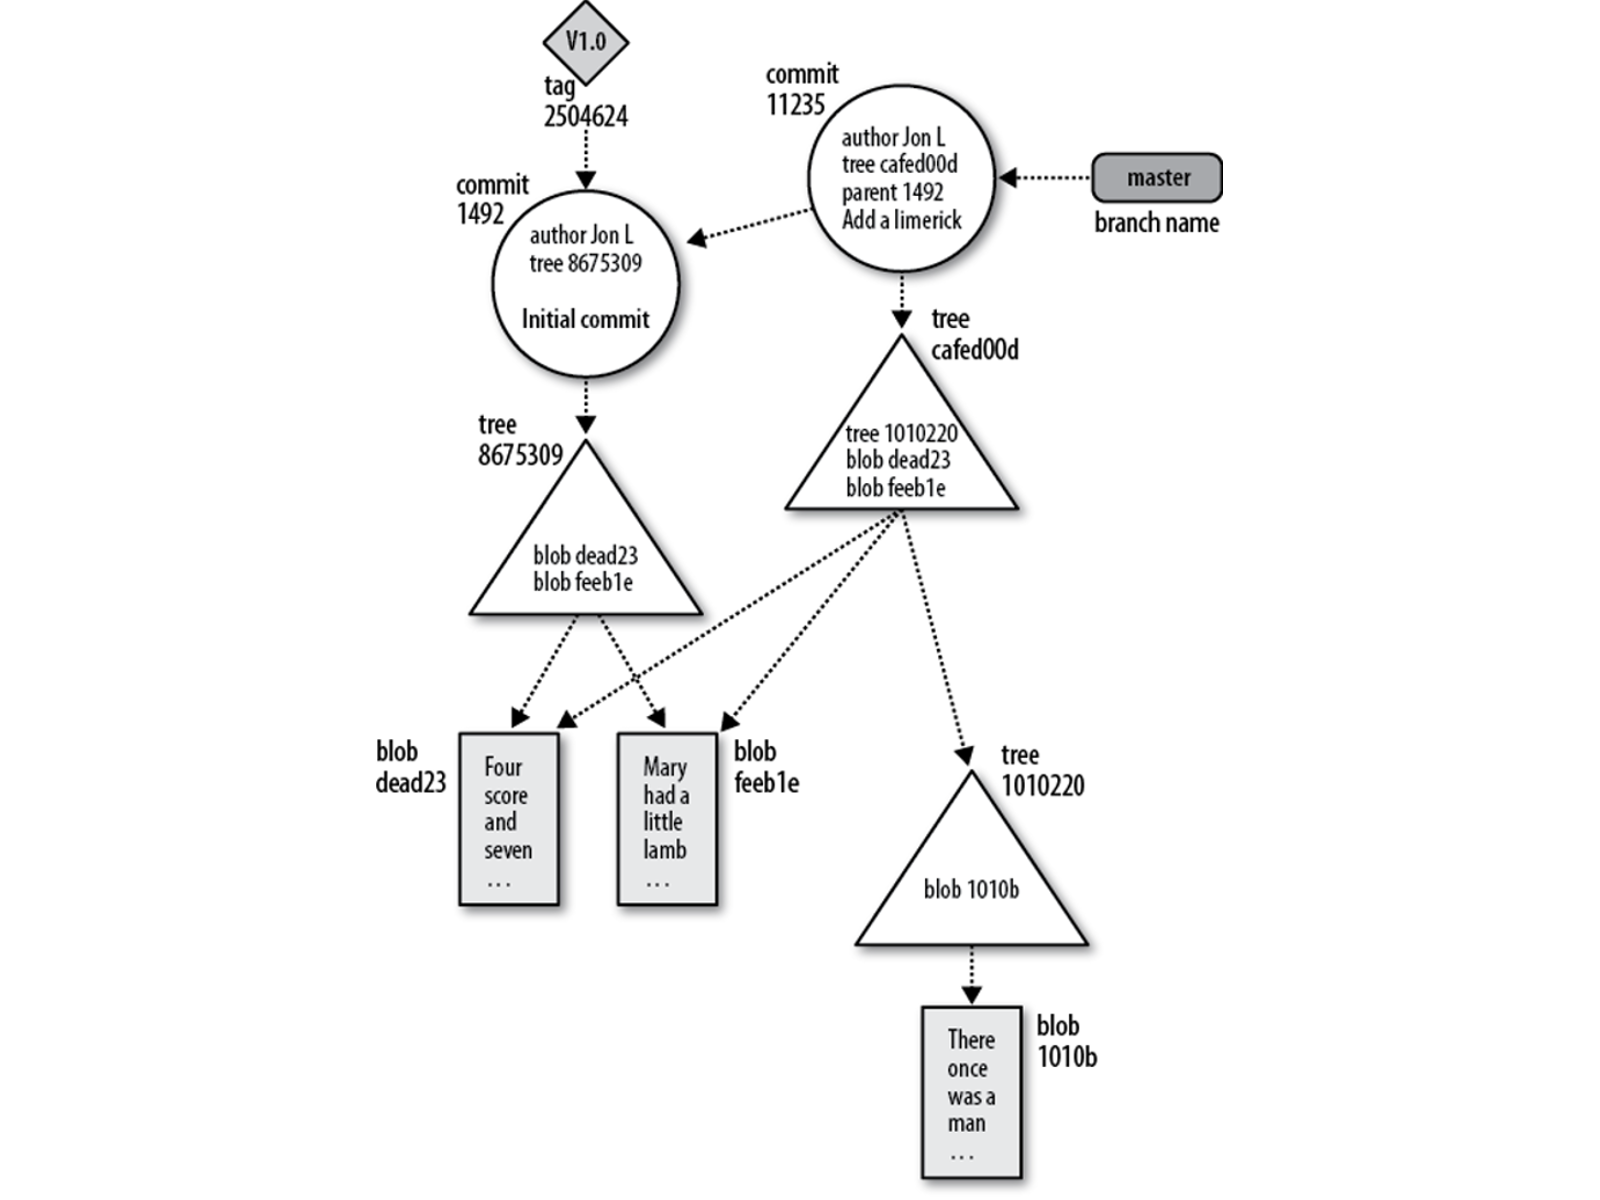 V1.0
tag
2504624
commit
11235
author Jon L
tree cafed00d
parent 1492
Add a limerick
master
branch name
commit
1492
author Jon L
tree 8675309
Initial commit
tree
cafed00d
tree 1010220
blob dead23
blob feeb1e
tree
8675309
blob dead23
blob feeb1e
blob
dead23
Four
score
and
seven
...
Mary
had a
little
lamb
...
blob
feeb1e
tree
1010220
blob 1010b
There
once
was a
man
...
blob
1010b